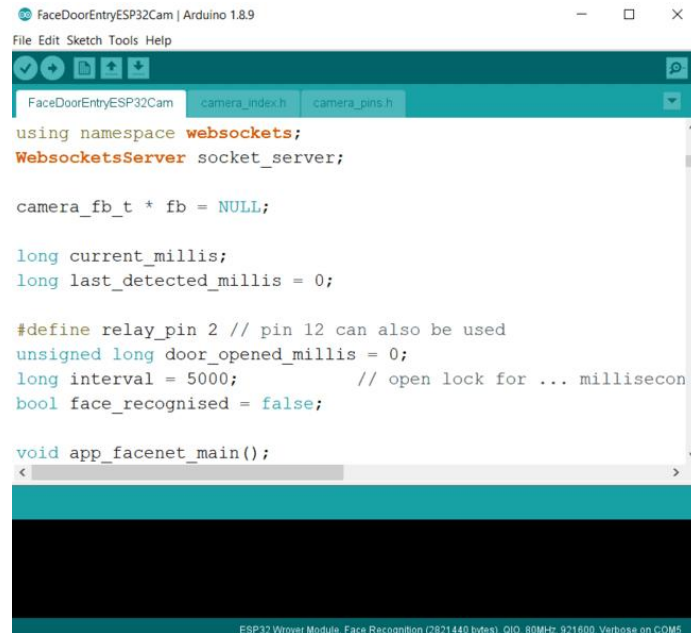 FaceDoorEntryESP32Cam | Arduino 1.8.9
File Edit Sketch Tools Help
FaceDoorEntryESP32Cam camera_index.h camera_pins.h
using namespace websockets;
WebsocketsServer socket_server;
camera_fb_t * fb = NULL;
long current_millis;
long last_detected_millis = 0;
#define relay_pin 2 // pin 12 can also be used
unsigned long door_opened_millis = 0;
long interval = 5000; // open lock for ... millisecon
bool face_recognised = false;
void app_facenet_main();
ESP32 Wrover Module, Face Recognition (2621440 bytes), QIO, 80MHz, 921600, Verbose on COM5